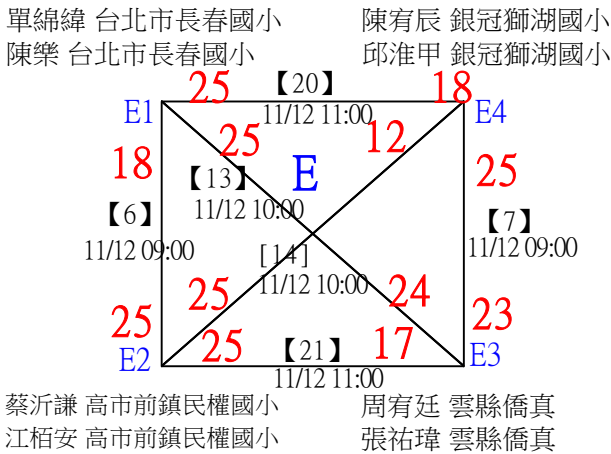 單綿緯 台北市長春國小
陳宥辰 銀冠獅湖國小
陳樂 台北市長春國小
邱淮甲 銀冠獅湖國小
25 【20】 18
E1 11/12 11:00 E4
25 12
18 E 25
【13】
【6】 11/12 10:00 【7】
11/12 09:00 [14] 11/12 09:00
25 11/12 10:00 24
25 23
E2 25 【21】 17 E3
11/12 11:00
蔡沂謙 高市前鎮民權國小
周宥廷 雲縣僑真
江栢安 高市前鎮民權國小
張祐瑋 雲縣僑真